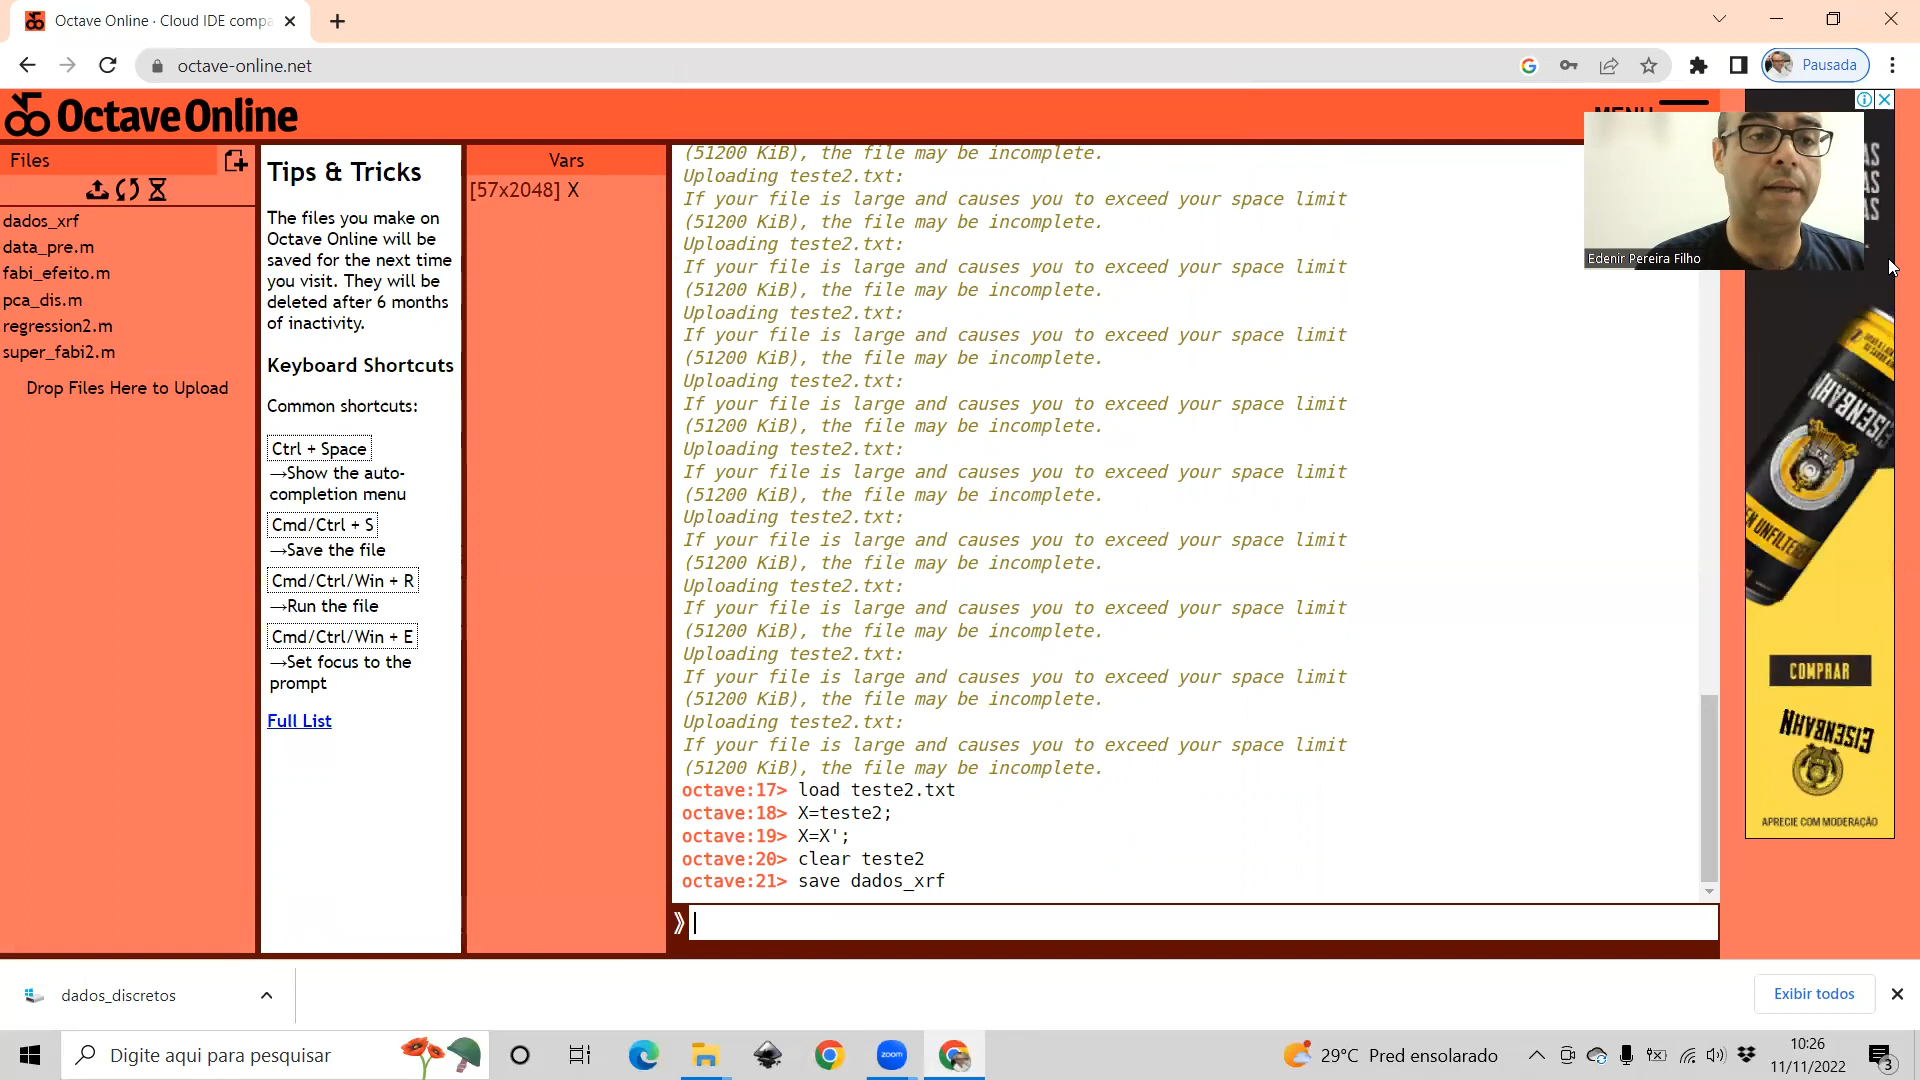 Octave Online · Cloud IDE compa
octave-online.net
Pausada
Octave Online
MENU
Files
dados_xrf
data_pre.m
fabi_efeito.m
pca_dis.m
regression2.m
super_fabi2.m
Drop Files Here to Upload
Tips & Tricks
The files you make on
Octave Online will be
saved for the next time
you visit. They will be
deleted after 6 months
of inactivity.
Keyboard Shortcuts
Common shortcuts:
Ctrl + Space
→Show the auto-
completion menu
Cmd/Ctrl + S
→Save the file
Cmd/Ctrl/Win + R
→Run the file
Cmd/Ctrl/Win + E
→Set focus to the
prompt
Full List
Vars
[57x2048] X
(51200 KiB), the file may be incomplete.
Uploading teste2.txt:
If your file is large and causes you to exceed your space limit
(51200 KiB), the file may be incomplete.
Uploading teste2.txt:
If your file is large and causes you to exceed your space limit
(51200 KiB), the file may be incomplete.
Uploading teste2.txt:
If your file is large and causes you to exceed your space limit
(51200 KiB), the file may be incomplete.
Uploading teste2.txt:
If your file is large and causes you to exceed your space limit
(51200 KiB), the file may be incomplete.
Uploading teste2.txt:
If your file is large and causes you to exceed your space limit
(51200 KiB), the file may be incomplete.
Uploading teste2.txt:
If your file is large and causes you to exceed your space limit
(51200 KiB), the file may be incomplete.
Uploading teste2.txt:
If your file is large and causes you to exceed your space limit
(51200 KiB), the file may be incomplete.
Uploading teste2.txt:
If your file is large and causes you to exceed your space limit
(51200 KiB), the file may be incomplete.
Uploading teste2.txt:
If your file is large and causes you to exceed your space limit
(51200 KiB), the file may be incomplete.
octave:17> load teste2.txt
octave:18> X=teste2;
octave:19> X=X';
octave:20> clear teste2
octave:21> save dados_xrf
Edenir Pereira Filho
EISENBAHN
COMPRAR
EISENBAHN
APRECIE COM MODERAÇÃO
dados_discretos
Exibir todos
Digite aqui para pesquisar
zoom
29°C Pred ensolarado
10:26
11/11/2022
3